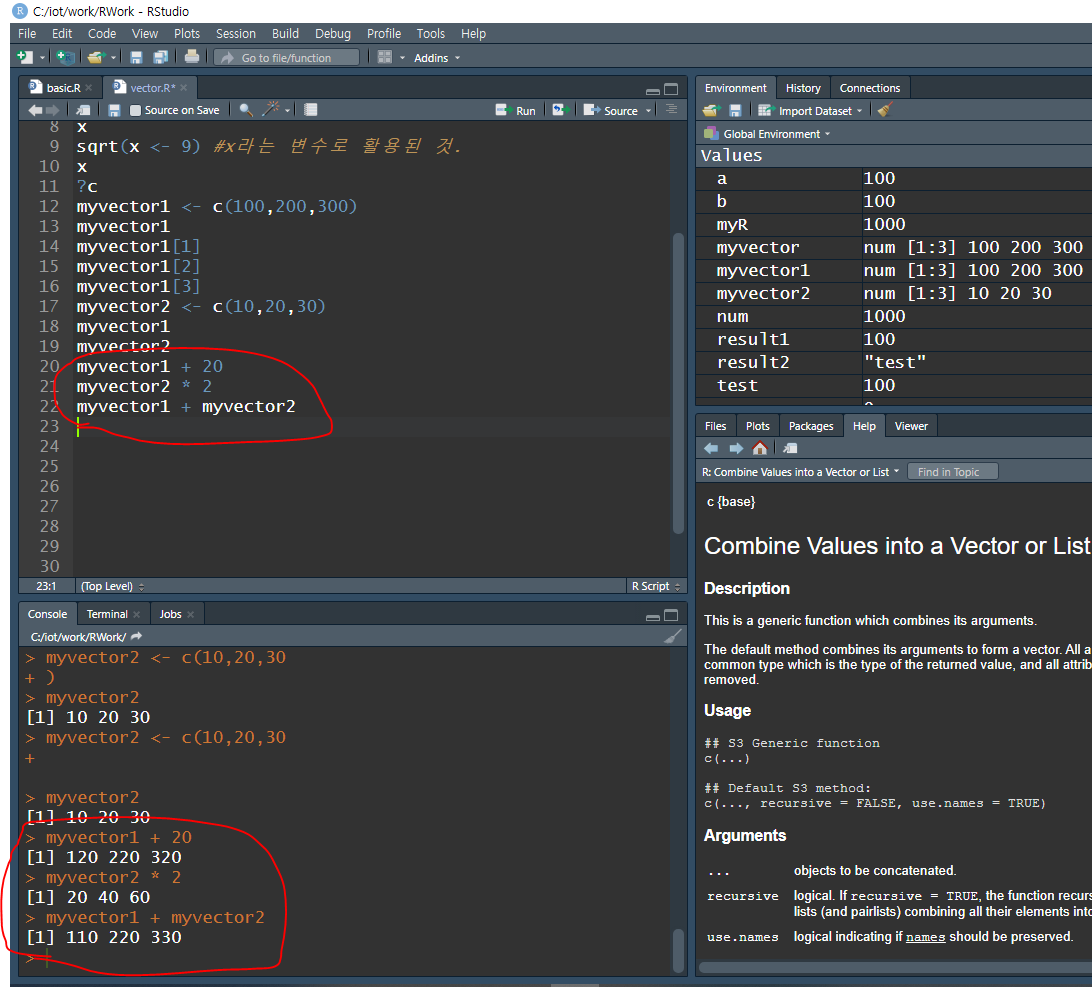 C:/iot/work/RWork - RStudio
File Edit Code View Plots Session Build Debug Profile Tools Help
Go to file/function Addins
basic.R vector.R*
Source on Save Run Source
8 x
9 sqrt(x <- 9) #x라는 변수로 활용된 것.
10 x
11 ?c
12 myvector1 <- c(100,200,300)
13 myvector1
14 myvector1[1]
15 myvector1[2]
16 myvector1[3]
17 myvector2 <- c(10,20,30)
18 myvector1
19 myvector2
20 myvector1 + 20
21 myvector2 * 2
22 myvector1 + myvector2
23
24
25
26
27
28
29
30
23:1 (Top Level) R Script
Console Terminal Jobs
C:/iot/work/RWork/
> myvector2 <- c(10,20,30
+ )
> myvector2
[1] 10 20 30
> myvector2 <- c(10,20,30
+
> myvector2
[1] 10 20 30
> myvector1 + 20
[1] 120 220 320
> myvector2 * 2
[1] 20 40 60
> myvector1 + myvector2
[1] 110 220 330
>
Environment History Connections
Import Dataset
Global Environment
Values
a 100
b 100
myR 1000
myvector num [1:3] 100 200 300
myvector1 num [1:3] 100 200 300
myvector2 num [1:3] 10 20 30
num 1000
result1 100
result2 "test"
test 100
Files Plots Packages Help Viewer
R: Combine Values into a Vector or List Find in Topic
c {base}
Combine Values into a Vector or List
Description
This is a generic function which combines its arguments.
The default method combines its arguments to form a vector. All a
common type which is the type of the returned value, and all attrib
removed.
Usage
## S3 Generic function
c(...)
## Default S3 method:
c(..., recursive = FALSE, use.names = TRUE)
Arguments
... objects to be concatenated.
recursive logical. If recursive = TRUE, the function recurs
lists (and pairlists) combining all their elements into
use.names logical indicating if names should be preserved.